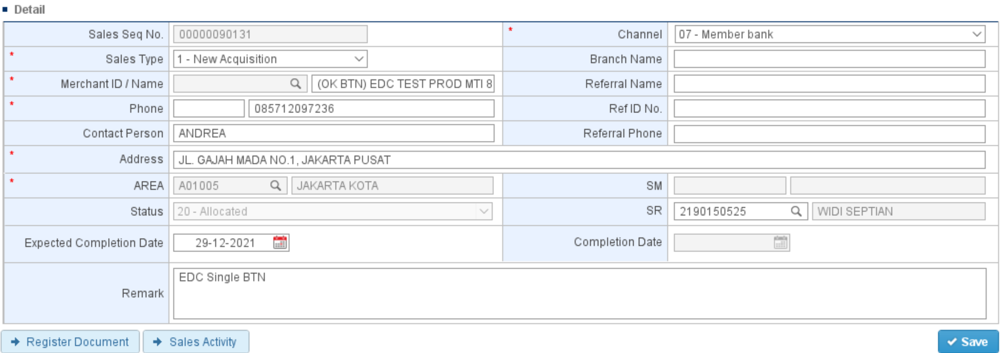 Detail
Sales Seq No. 00000090131 * Channel 07 - Member bank
* Sales Type 1 - New Acquisition Branch Name
* Merchant ID / Name (OK BTN) EDC TEST PROD MTI 8 Referral Name
* Phone 085712097236 Ref ID No.
Contact Person ANDREA Referral Phone
* Address JL. GAJAH MADA NO.1, JAKARTA PUSAT
* AREA A01005 JAKARTA KOTA SM
Status 20 - Allocated SR 2190150525 WIDI SEPTIAN
Expected Completion Date 29-12-2021 Completion Date
Remark EDC Single BTN
Register Document Sales Activity Save